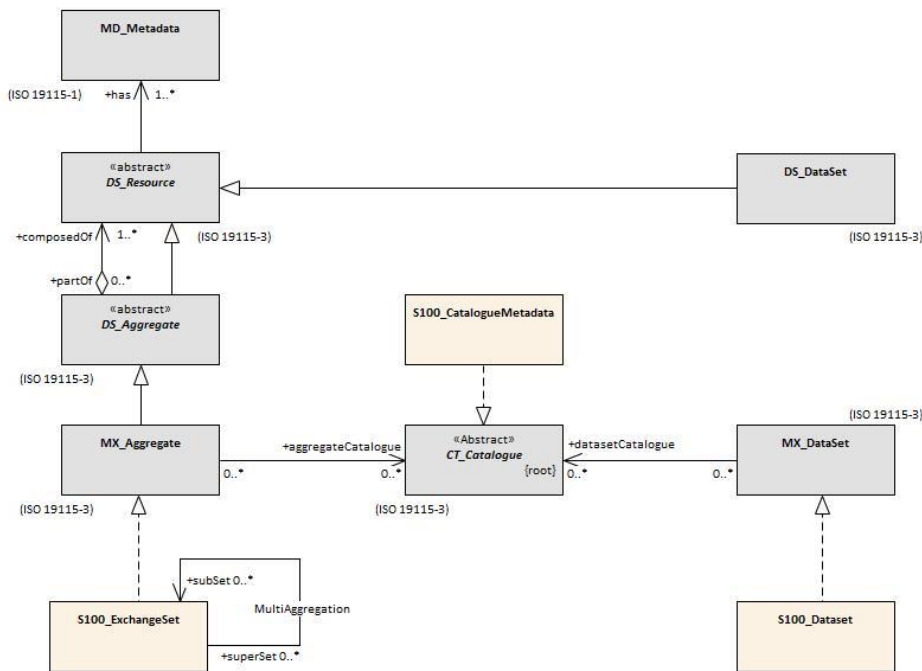 MD_Metadata
(ISO 19115-1)
+has
1..*
«abstract»
DS_Resource
DS_DataSet
(ISO 19115-3)
(ISO 19115-3)
+composedOf
1..*
+partOf
0..*
«abstract»
DS_Aggregate
S100_CatalogueMetadata
(ISO 19115-3)
(ISO 19115-3)
MX_Aggregate
+aggregateCatalogue
«Abstract»
CT_Catalogue
{root}
+datasetCatalogue
MX_DataSet
0..*
0..*
0..*
0..*
(ISO 19115-3)
(ISO 19115-3)
+subSet 0..*
MultiAggregation
S100_ExchangeSet
+superSet 0..*
S100_Dataset